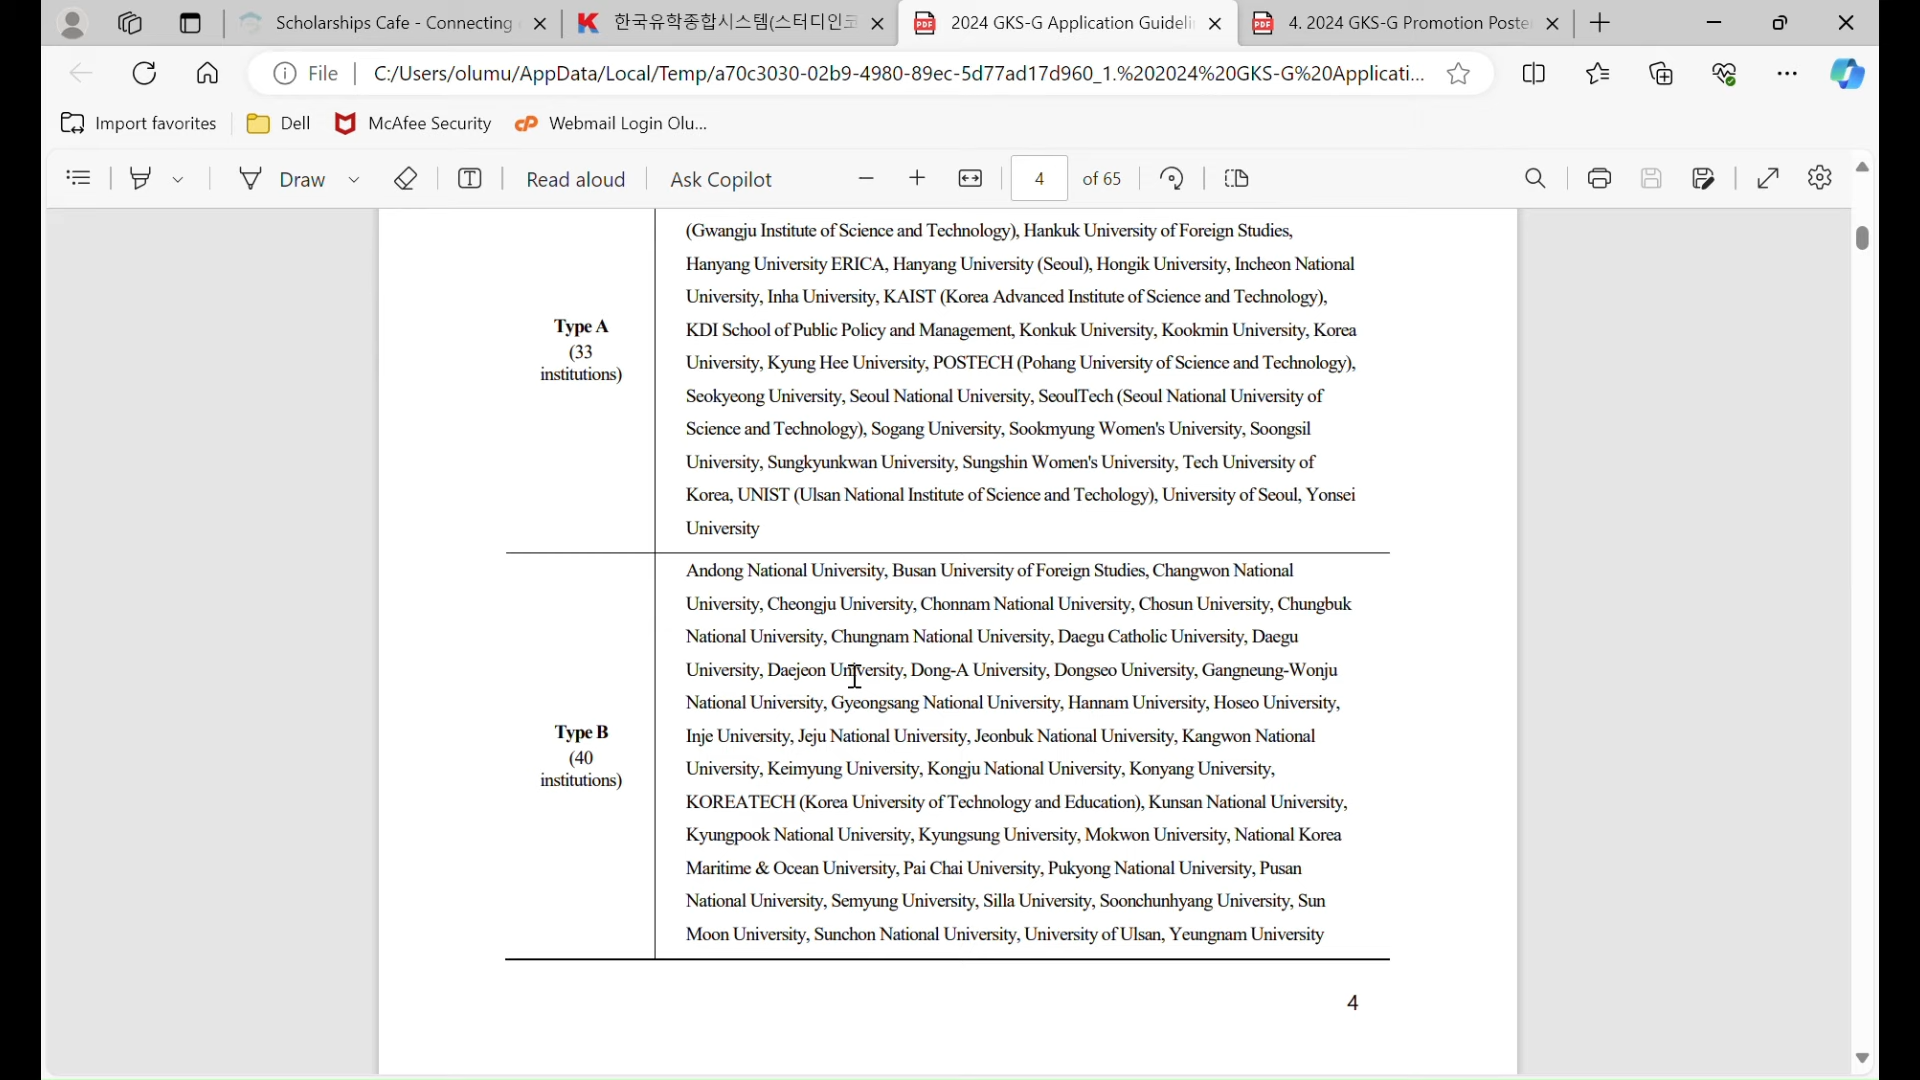 Scholarships Cafe - Connecting
한국유학종합시스템(스터디인코
2024 GKS-G Application Guideli
4. 2024 GKS-G Promotion Poste
File
C:/Users/olumu/AppData/Local/Temp/a70c3030-02b9-4980-89ec-5d77ad17d960_1.%202024%20GKS-G%20Applicati...
Import favorites
Dell
McAfee Security
Webmail Login Olu...
Draw
Read aloud
Ask Copilot
4
of 65
Type A
(33
institutions)
(Gwangju Institute of Science and Technology), Hankuk University of Foreign Studies,
Hanyang University ERICA, Hanyang University (Seoul), Hongik University, Incheon National
University, Inha University, KAIST (Korea Advanced Institute of Science and Technology),
KDI School of Public Policy and Management, Konkuk University, Kookmin University, Korea
University, Kyung Hee University, POSTECH (Pohang University of Science and Technology),
Seokyeong University, Seoul National University, SeoulTech (Seoul National University of
Science and Technology), Sogang University, Sookmyung Women's University, Soongsil
University, Sungkyunkwan University, Sungshin Women's University, Tech University of
Korea, UNIST (Ulsan National Institute of Science and Techology), University of Seoul, Yonsei
University
Type B
(40
institutions)
Andong National University, Busan University of Foreign Studies, Changwon National
University, Cheongju University, Chonnam National University, Chosun University, Chungbuk
National University, Chungnam National University, Daegu Catholic University, Daegu
University, Daejeon University, Dong-A University, Dongseo University, Gangneung-Wonju
National University, Gyeongsang National University, Hannam University, Hoseo University,
Inje University, Jeju National University, Jeonbuk National University, Kangwon National
University, Keimyung University, Kongju National University, Konyang University,
KOREATECH (Korea University of Technology and Education), Kunsan National University,
Kyungpook National University, Kyungsung University, Mokwon University, National Korea
Maritime & Ocean University, Pai Chai University, Pukyong National University, Pusan
National University, Semyung University, Silla University, Soonchunhyang University, Sun
Moon University, Sunchon National University, University of Ulsan, Yeungnam University
4